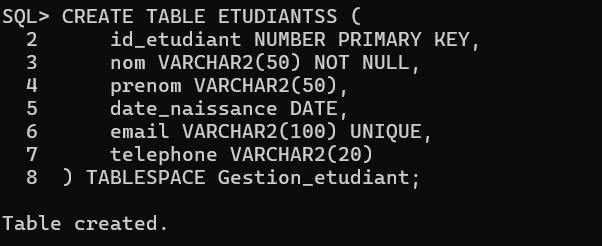 SQL> CREATE TABLE ETUDIANTSS (
  2      id_etudiant NUMBER PRIMARY KEY,
  3      nom VARCHAR2(50) NOT NULL,
  4      prenom VARCHAR2(50),
  5      date_naissance DATE,
  6      email VARCHAR2(100) UNIQUE,
  7      telephone VARCHAR2(20)
  8  ) TABLESPACE Gestion_etudiant;

Table created.